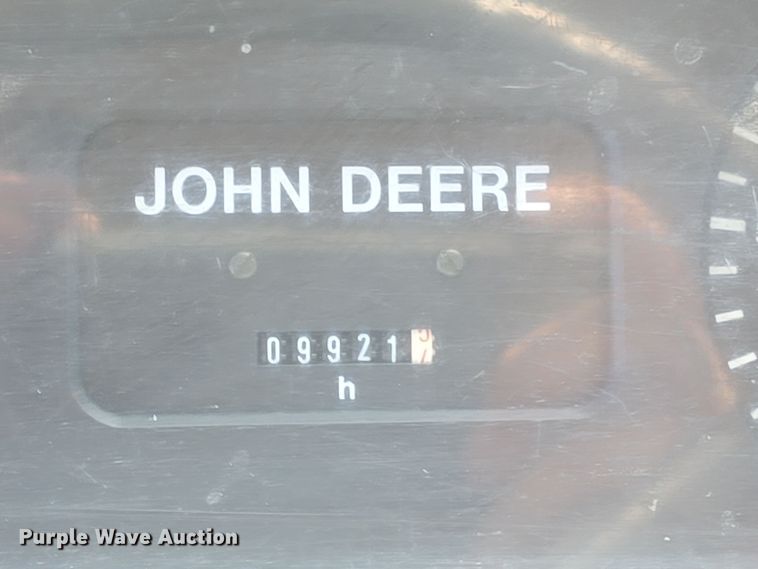 JOHN DEERE
09921
h
Purple Wave Auction